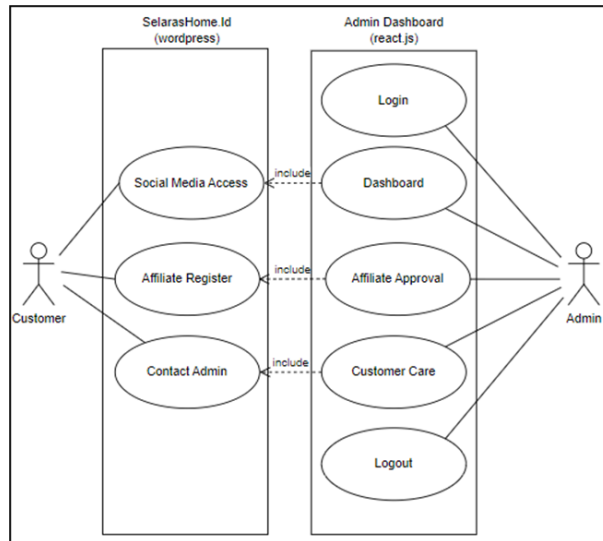 SelarasHome.Id
(wordpress)
Admin Dashboard
(react.js)
Login
Social Media Access
include
Dashboard
Affiliate Register
include
Affiliate Approval
Customer
Admin
Contact Admin
include
Customer Care
Logout